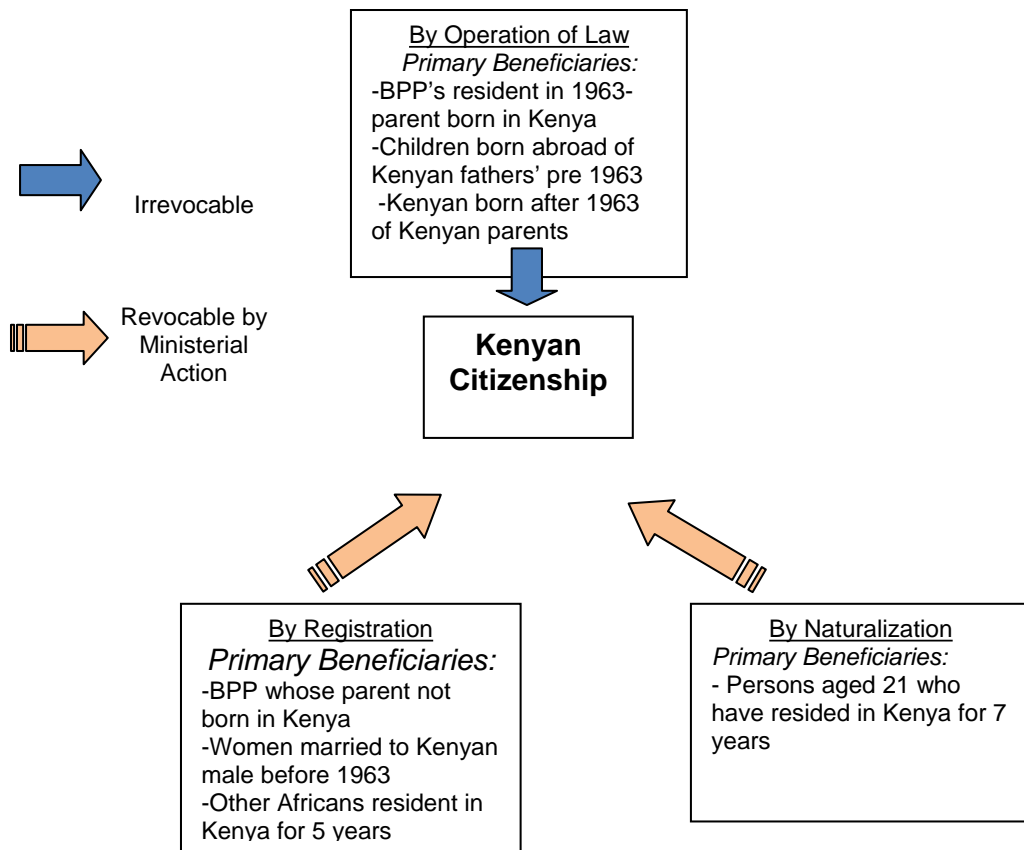 By Operation of Law
Primary Beneficiaries:
-BPP’s resident in 1963-
parent born in Kenya
-Children born abroad of
Kenyan fathers’ pre 1963
-Kenyan born after 1963
of Kenyan parents
Irrevocable
Revocable by
Ministerial
Action
Kenyan
Citizenship
By Registration
Primary Beneficiaries:
-BPP whose parent not
born in Kenya
-Women married to Kenyan
male before 1963
-Other Africans resident in
Kenya for 5 years
By Naturalization
Primary Beneficiaries:
- Persons aged 21 who
have resided in Kenya for 7
years